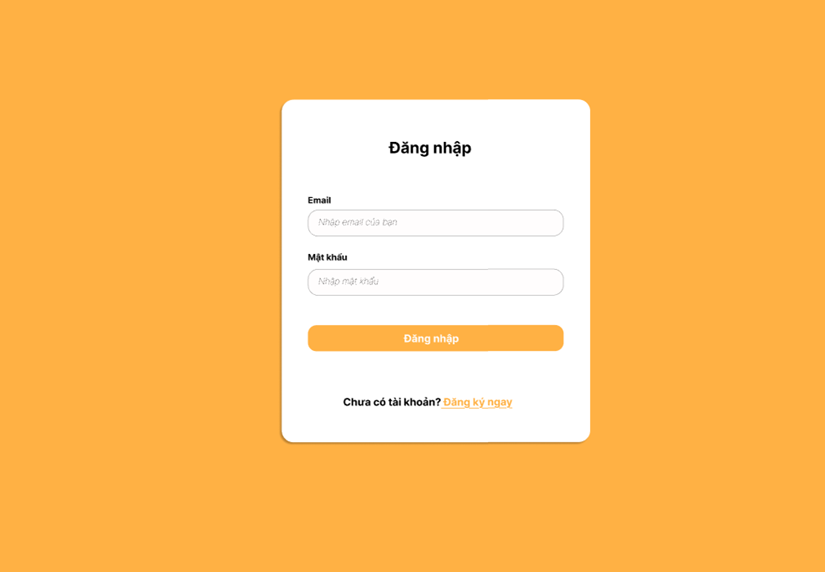 Đăng nhập
Email
Nhập email của bạn
Mật khẩu
Nhập mật khẩu
Đăng nhập
Chưa có tài khoản? Đăng ký ngay